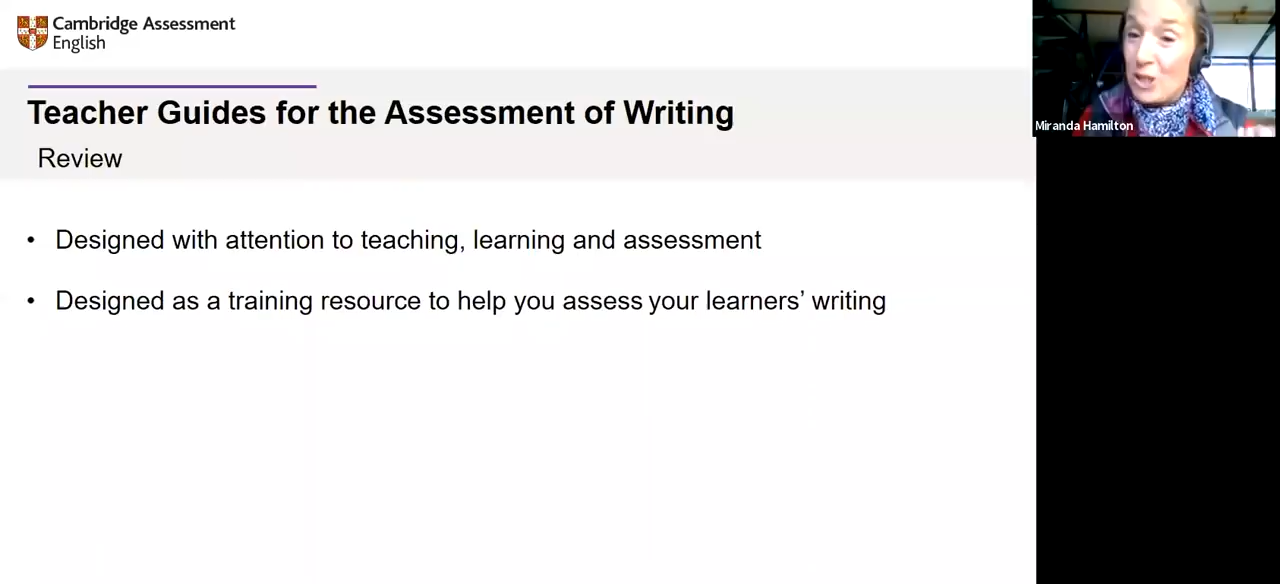 Cambridge Assessment
English
Teacher Guides for the Assessment of Writing
Review
• Designed with attention to teaching, learning and assessment
• Designed as a training resource to help you assess your learners’ writing
Miranda Hamilton